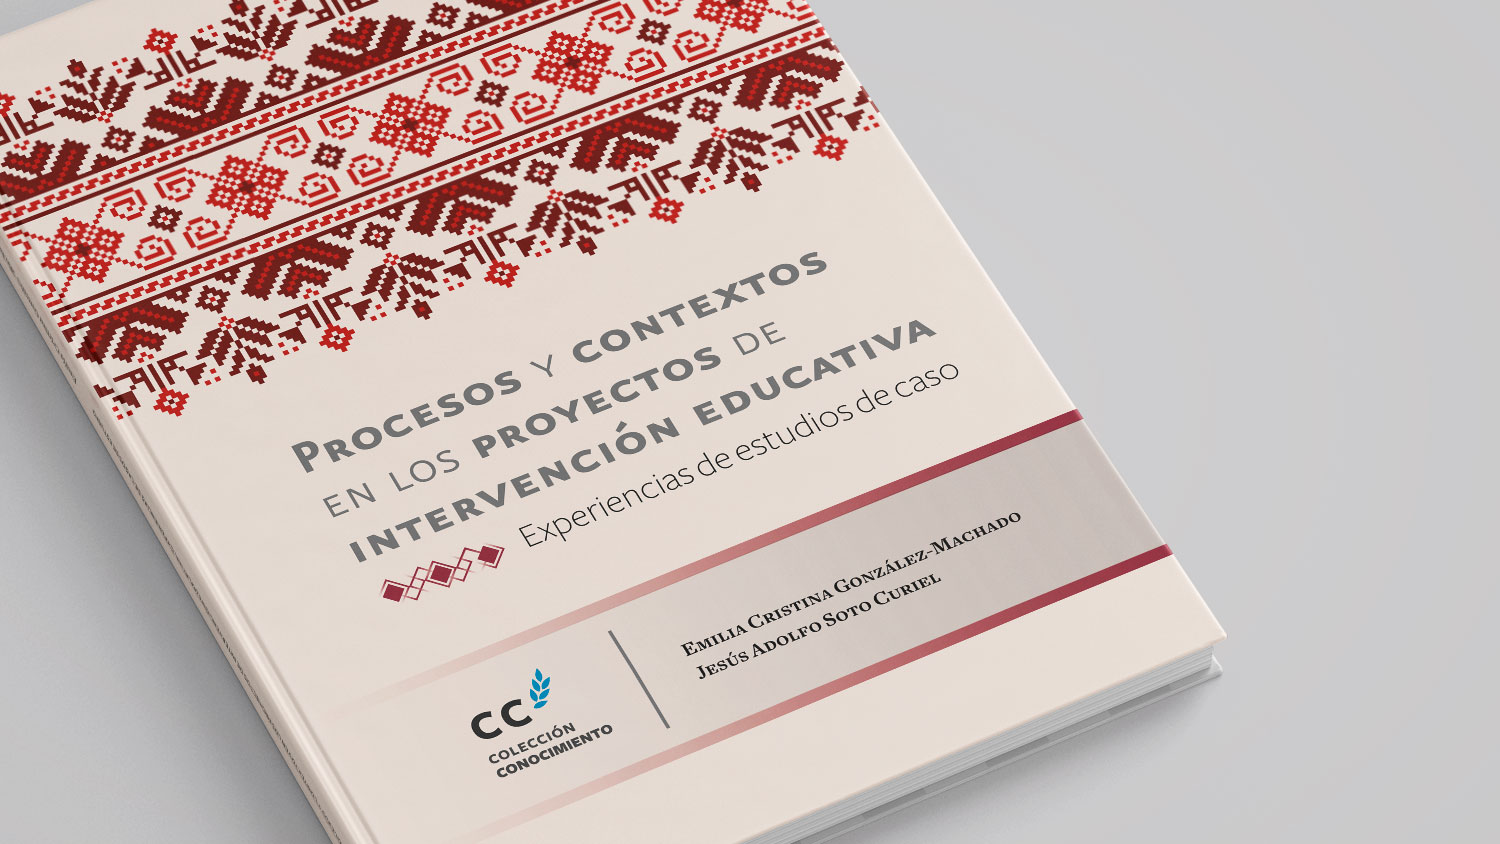 PROCESOS Y CONTEXTOS
EN LOS PROYECTOS DE
INTERVENCIÓN EDUCATIVA
Experiencias de estudios de caso
EMILIA CRISTINA GONZÁLEZ-MACHADO
JESÚS ADOLFO SOTO CURIEL
CC
COLECCIÓN
CONOCIMIENTO